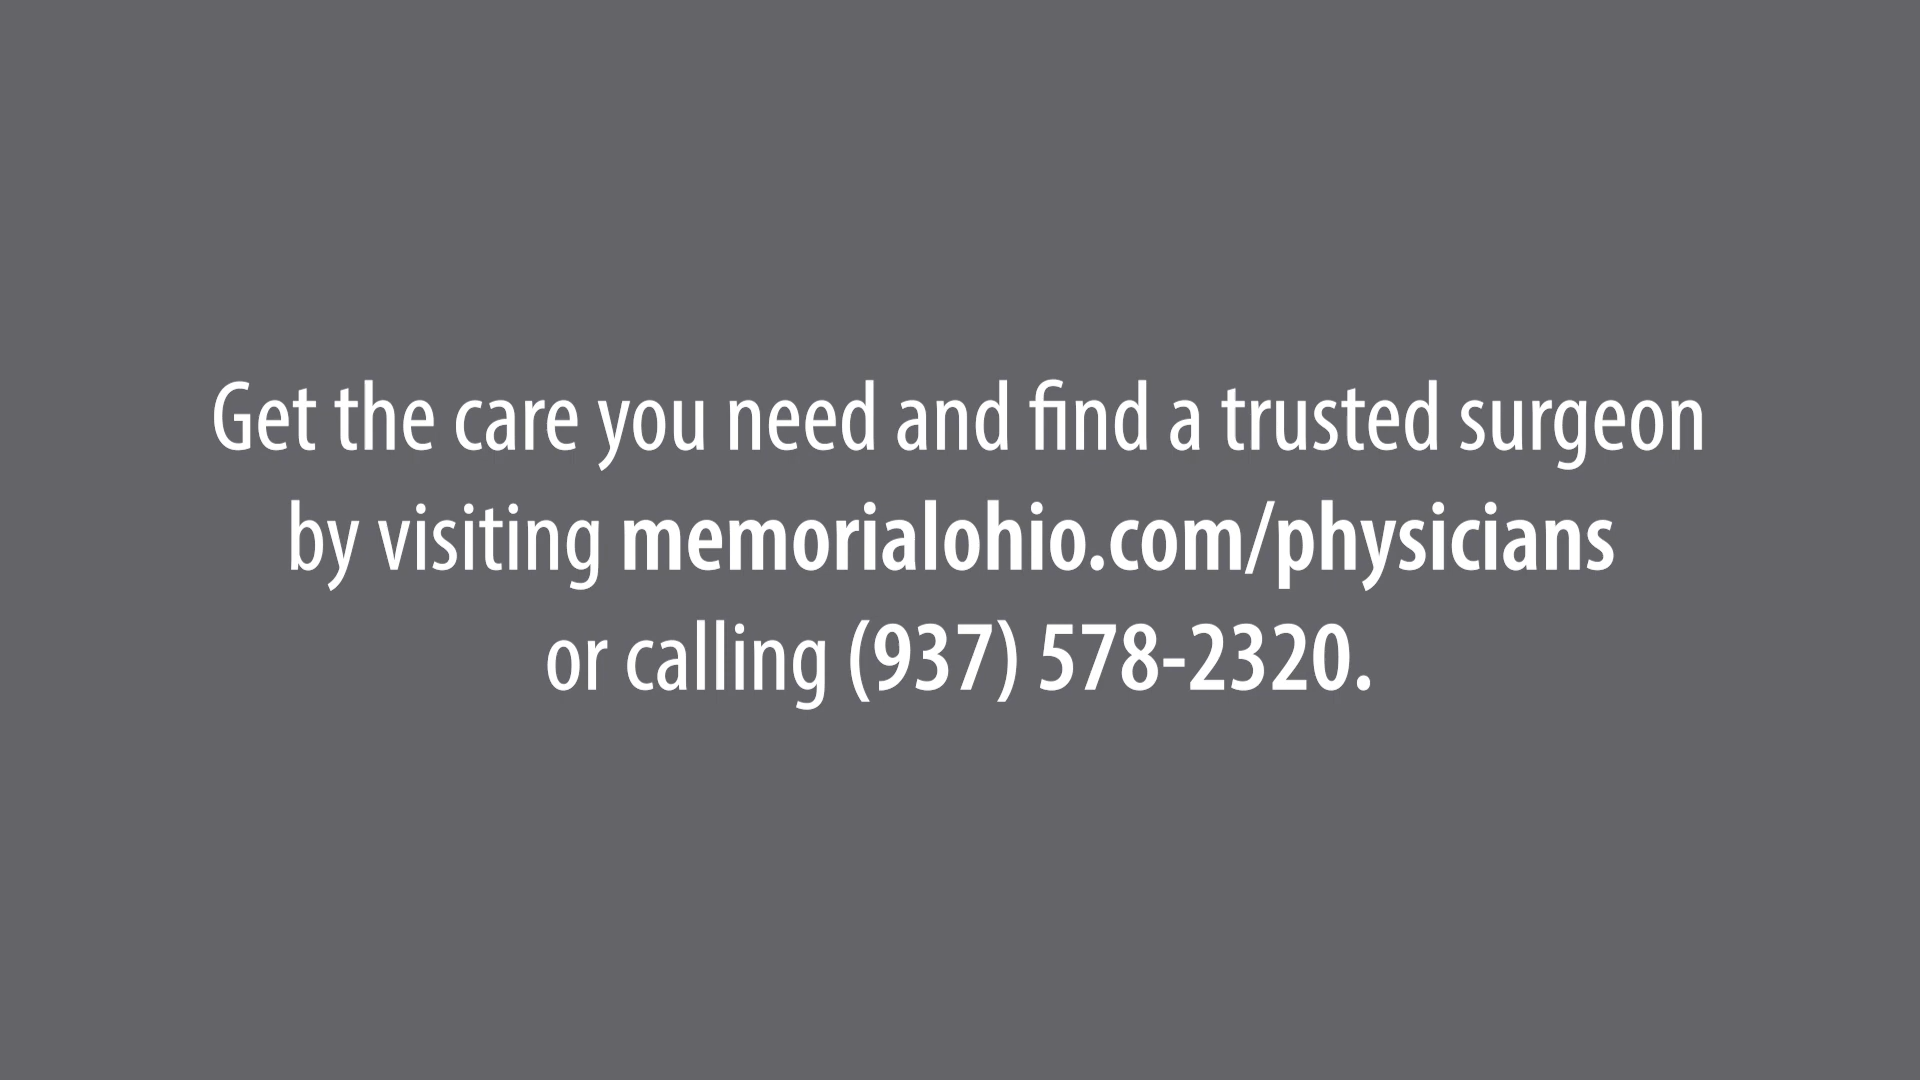 Get the care you need and find a trusted surgeon
by visiting memorialohio.com/physicians
or calling (937) 578-2320.